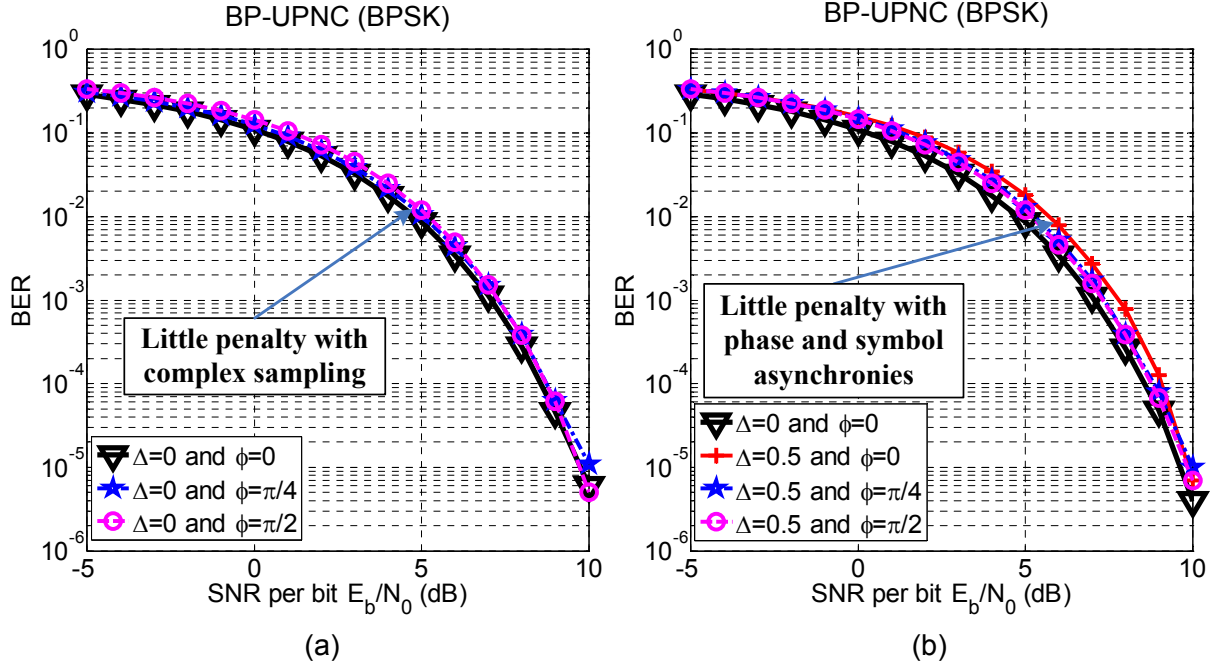 BP-UPNC (BPSK)
10^0
10^-1
10^-2
10^-3
10^-4
10^-5
10^-6
BER
Little penalty with
complex sampling
Δ=0 and ϕ=0
Δ=0 and ϕ=π/4
Δ=0 and ϕ=π/2
-5 0 5 10
SNR per bit E_b/N_0 (dB)
(a)
BP-UPNC (BPSK)
10^0
10^-1
10^-2
10^-3
10^-4
10^-5
10^-6
BER
Little penalty with
phase and symbol
asynchronies
Δ=0 and ϕ=0
Δ=0.5 and ϕ=0
Δ=0.5 and ϕ=π/4
Δ=0.5 and ϕ=π/2
-5 0 5 10
SNR per bit E_b/N_0 (dB)
(b)